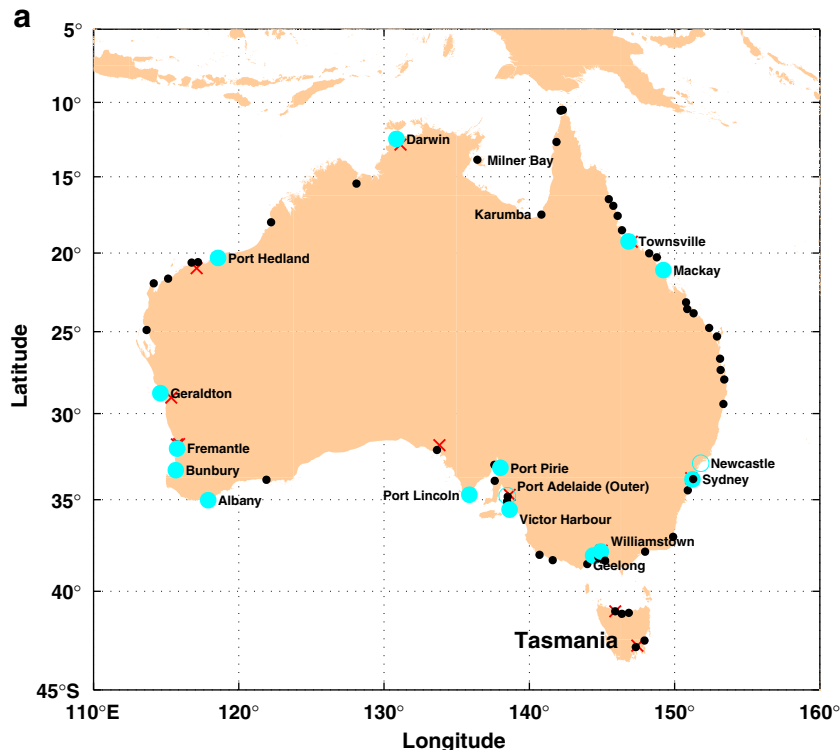 a
5°
10°
15°
20°
25°
30°
35°
40°
45°S
Latitude
Darwin
Milner Bay
Karumba
Townsville
Port Hedland
Mackay
Geraldton
Fremantle
Bunbury
Albany
Port Pirie
Port Lincoln
Port Adelaide (Outer)
Victor Harbour
Newcastle
Sydney
Williamstown
Geelong
Tasmania
110°E
120°
130°
140°
150°
160°
Longitude